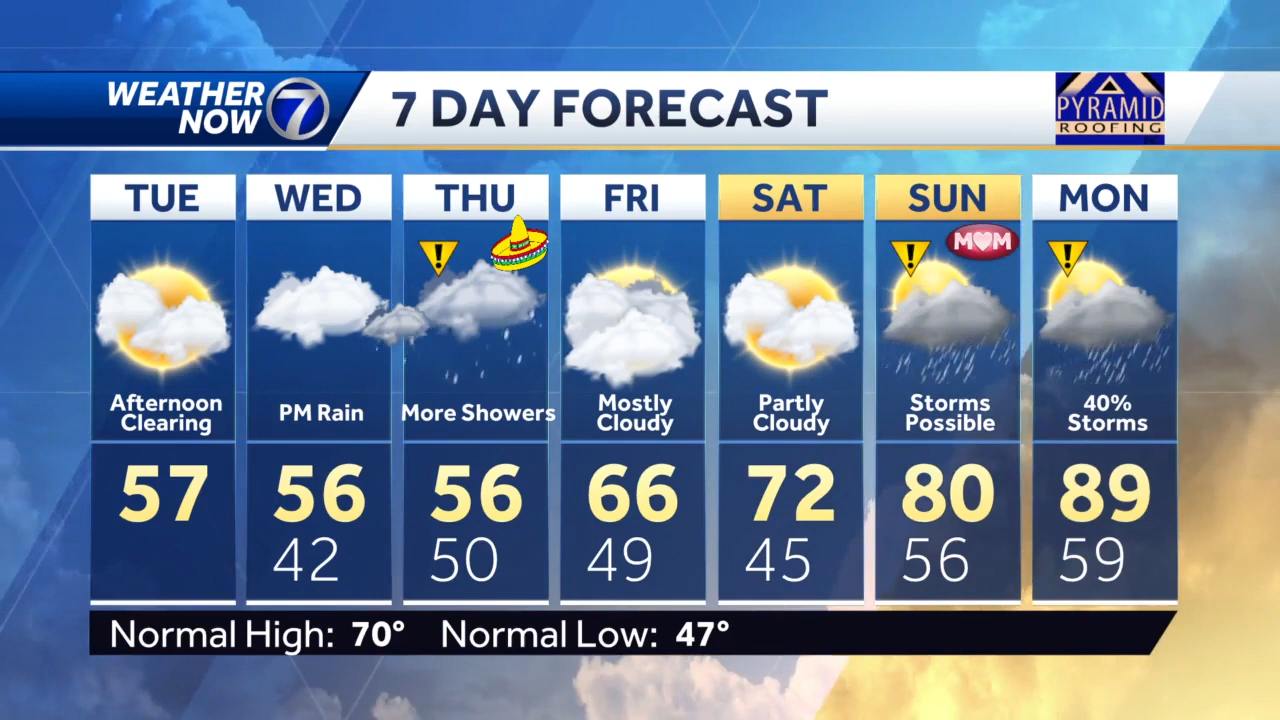 WEATHER
NOW 7
7 DAY FORECAST
PYRAMID
ROOFING
TUE
WED
THU
FRI
SAT
SUN
MON
!
!
M♥M
!
Afternoon
Clearing
PM Rain
More Showers
Mostly
Cloudy
Partly
Cloudy
Storms
Possible
40%
Storms
57
56
56
66
72
80
89
42
50
49
45
56
59
Normal High: 70° Normal Low: 47°